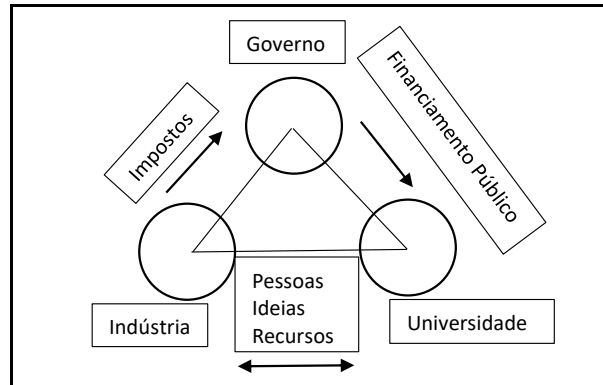 Governo
Impostos
Financiamento Público
Indústria
Pessoas
Ideias
Recursos
Universidade